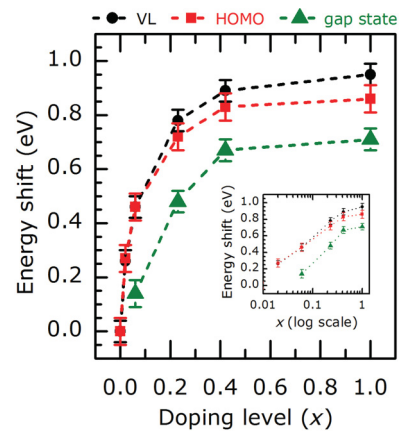 VL HOMO gap state
Energy shift (eV)
1.0
0.8
0.6
0.4
0.2
0.0
0.0 0.2 0.4 0.6 0.8 1.0
Doping level (x)
Energy shift (eV)
1.0
0.8
0.6
0.4
0.2
0.0
0.01 0.1 1
x (log scale)